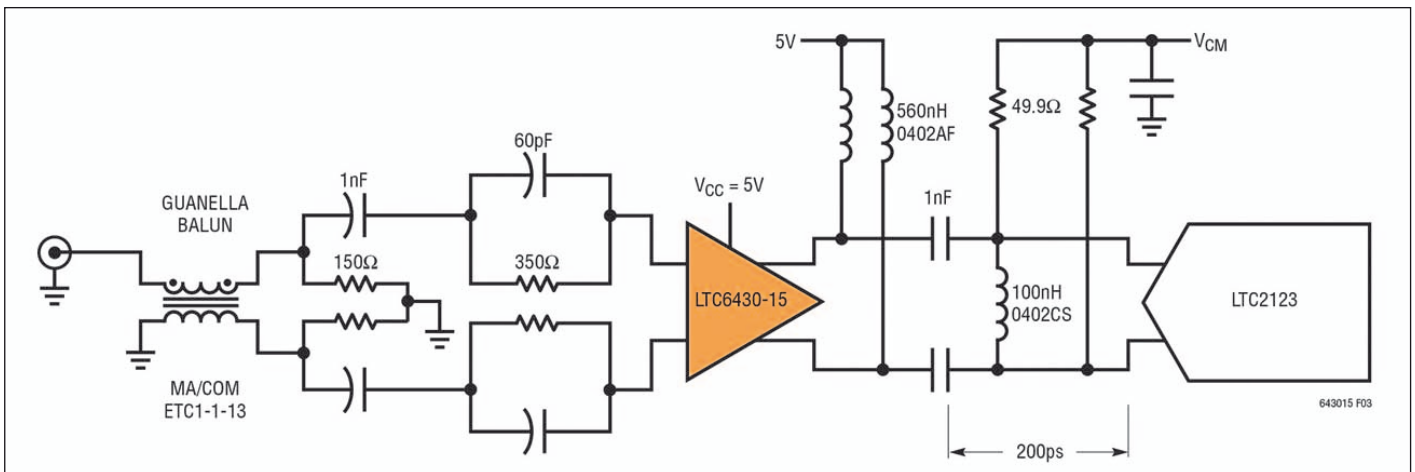 5V
V_CM
560nH
0402AF
49.9Ω
60pF
1nF
V_CC = 5V
1nF
GUANELLA
BALUN
150Ω
350Ω
LTC6430-15
100nH
0402CS
LTC2123
MA/COM
ETC1-1-13
643015 F03
200ps